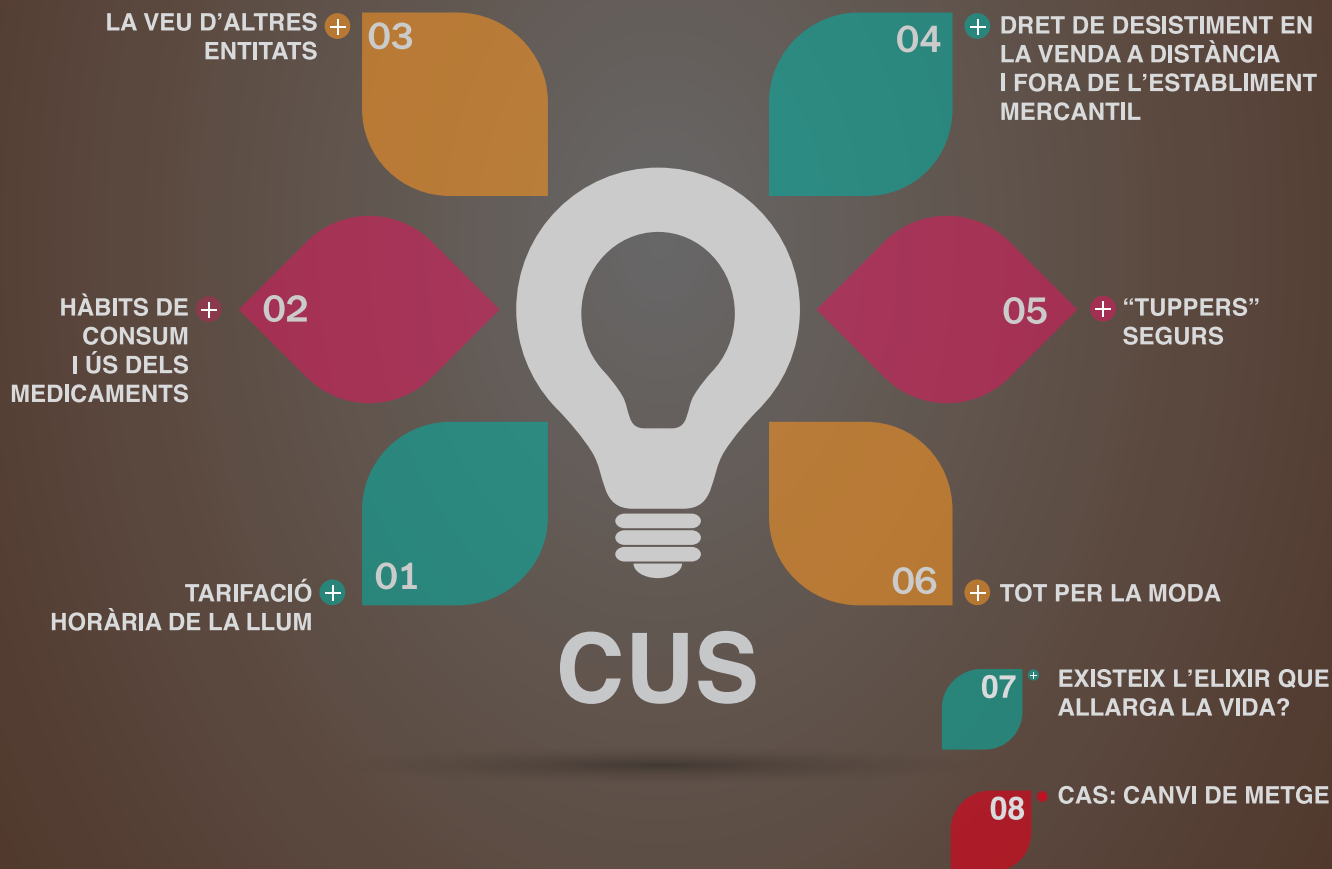 LA VEU D’ALTRES
ENTITATS
03
04
DRET DE DESISTIMENT EN
LA VENDA A DISTÀNCIA
I FORA DE L’ESTABLIMENT
MERCANTIL
HÀBITS DE
CONSUM
I ÚS DELS
MEDICAMENTS
02
05
“TUPPERS”
SEGURS
TARIFACIÓ
HORÀRIA DE LA LLUM
01
06
TOT PER LA MODA
CUS
07
EXISTEIX L’ELIXIR QUE
ALLARGA LA VIDA?
08
CAS: CANVI DE METGE